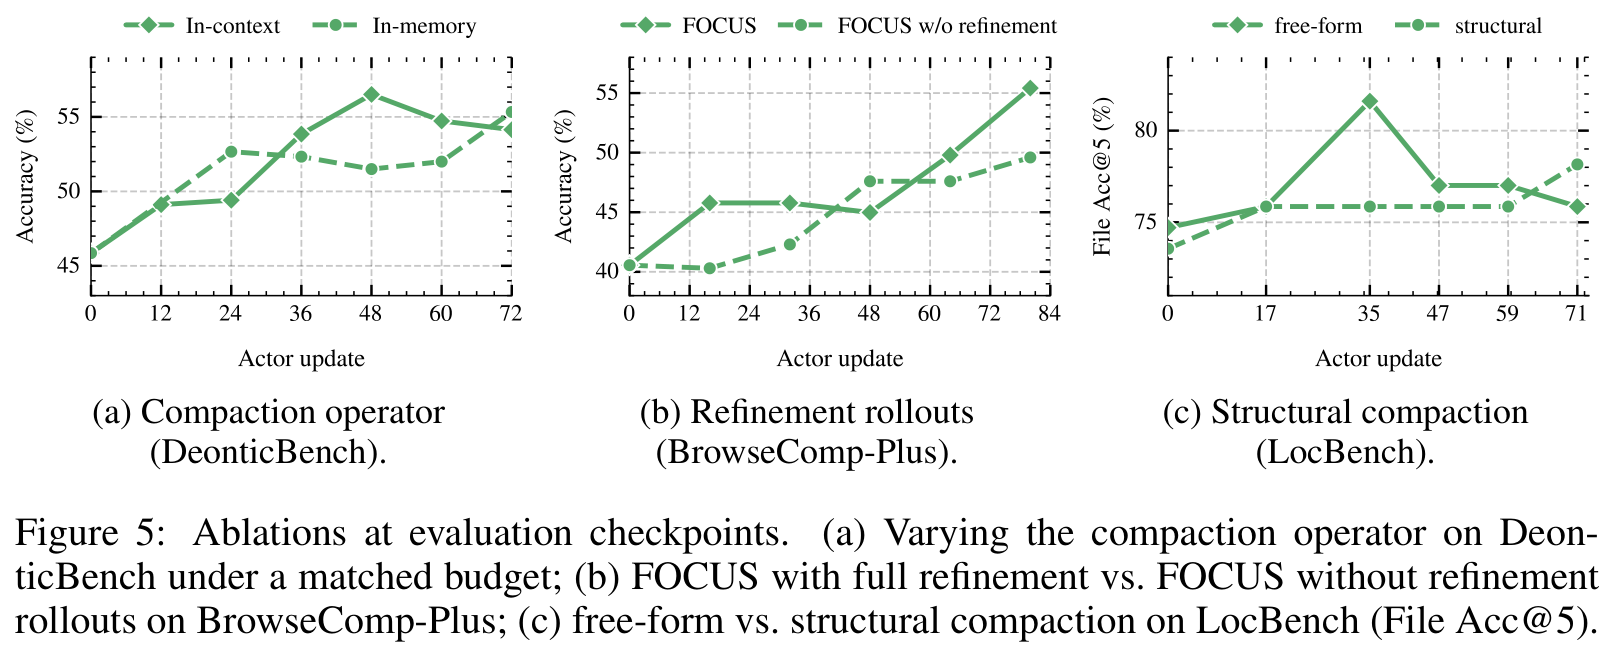 In-context In-memory
Accuracy (%)
55
50
45
0 12 24 36 48 60 72
Actor update
(a) Compaction operator
(DeonticBench).
FOCUS FOCUS w/o refinement
Accuracy (%)
55
50
45
40
0 12 24 36 48 60 72 84
Actor update
(b) Refinement rollouts
(BrowseComp-Plus).
free-form structural
File Acc@5 (%)
80
75
0 17 35 47 59 71
Actor update
(c) Structural compaction
(LocBench).
Figure 5: Ablations at evaluation checkpoints. (a) Varying the compaction operator on Deon-
ticBench under a matched budget; (b) FOCUS with full refinement vs. FOCUS without refinement
rollouts on BrowseComp-Plus; (c) free-form vs. structural compaction on LocBench (File Acc@5).